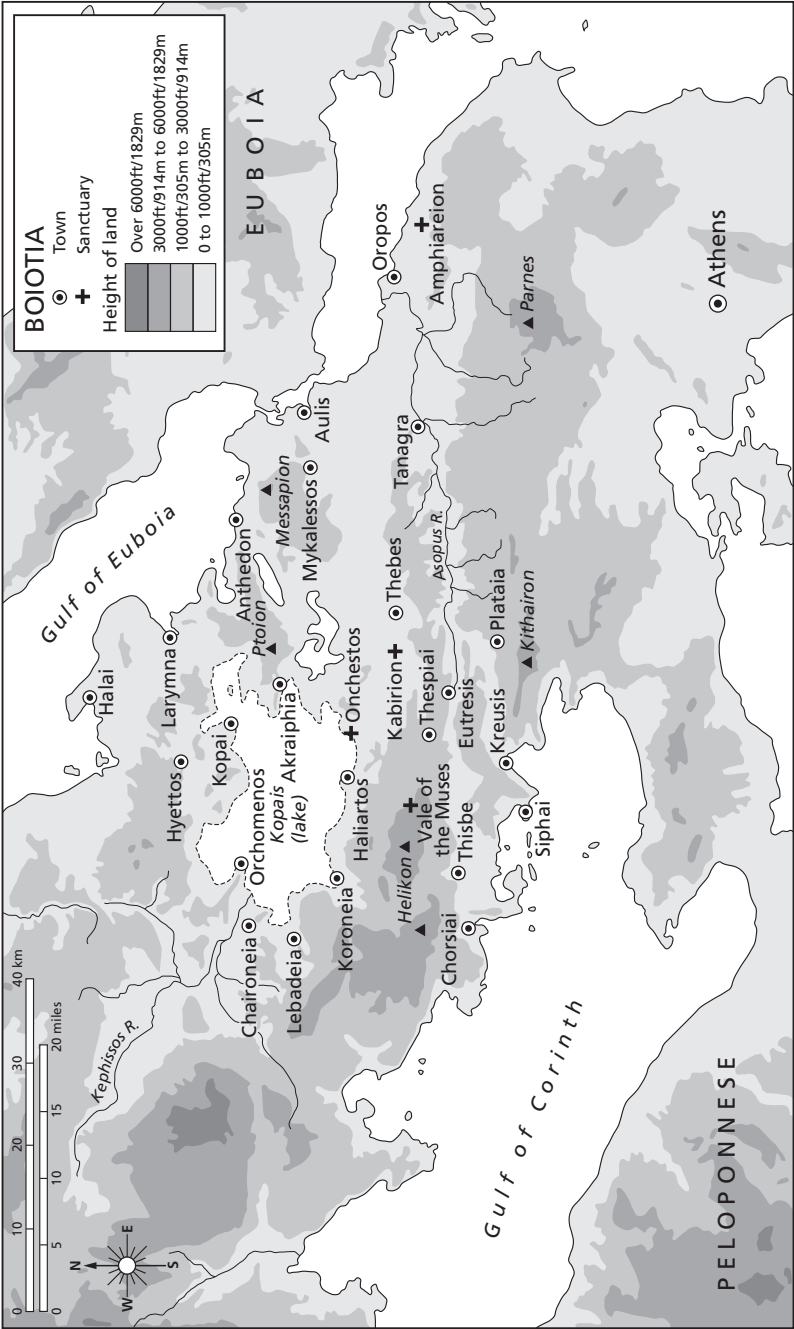 BOIOTIA
Town
Sanctuary
Height of land
Over 6000ft/1829m
3000ft/914m to 6000ft/1829m
1000ft/305m to 3000ft/914m
0 to 1000ft/305m
0 10 20 30 40 km
0 5 10 15 20 miles
N
W E
S
Kephissos R.
Gulf of Euboia
EUBOIA
Halai
Larymna
Hyettos
Kopai
Anthedon
Ptoion
Messapion
Mykalessos
Aulis
Orchomenos
Kopais
(lake)
Akraiphia
Chaironeia
Lebadeia
Koroneia
Haliartos
Onchestos
Oropos
Amphiareion
Kabirion
Thebes
Tanagra
Helikon
Vale of
the Muses
Thespiai
Eutresis
Asopus R.
Thisbe
Chorsiai
Kreusis
Siphai
Plataia
Kithairon
Parnes
Athens
Gulf of Corinth
PELOPONNESE